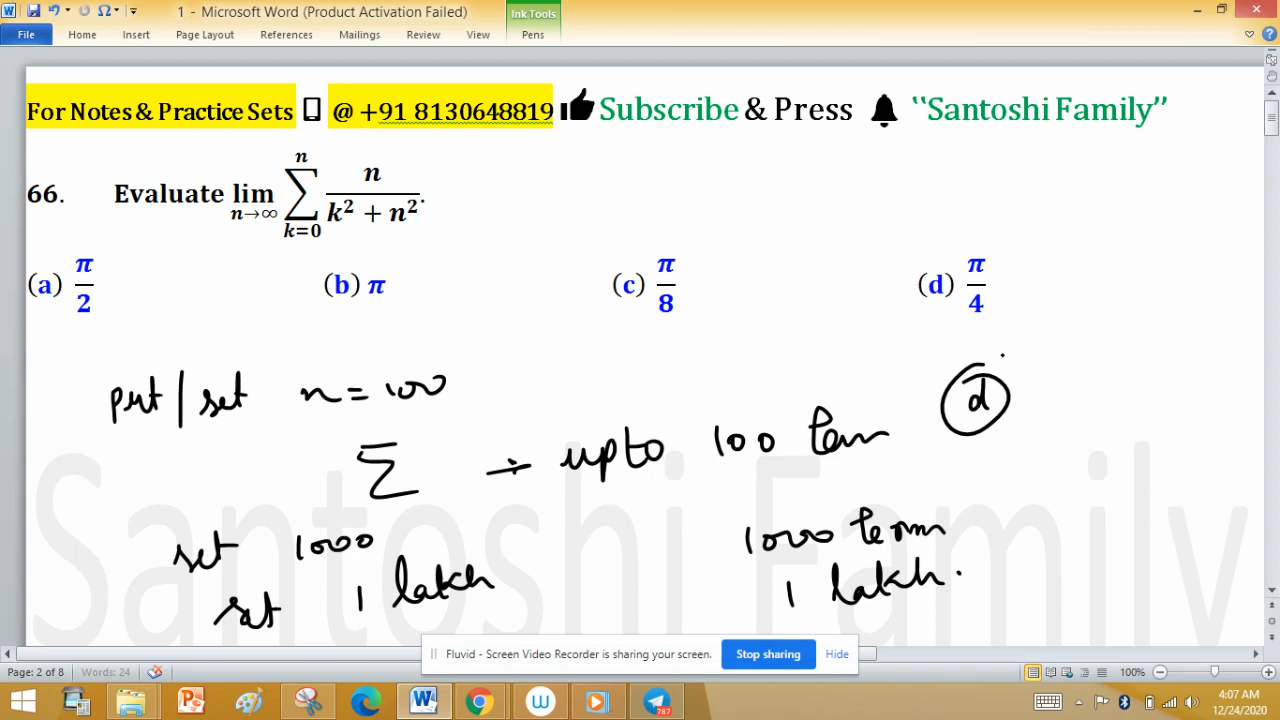 1 - Microsoft Word (Product Activation Failed)
Ink Tools
File Home Insert Page Layout References Mailings Review View Pens
For Notes & Practice Sets @ +91 8130648819 Subscribe & Press “Santoshi Family”
66. Evaluate lim n→∞ ∑ k=0 n n/(k² + n²).
(a) π/2 (b) π (c) π/8 (d) π/4
put | set n = 100
d
∑ ÷ upto 100 term
set 1000 1000 term
set 1 lakh 1 lakh.
Santoshi Family
Fluvid - Screen Video Recorder is sharing your screen. Stop sharing Hide
Page: 2 of 8 Words: 24 100%
787
4:07 AM
12/24/2020